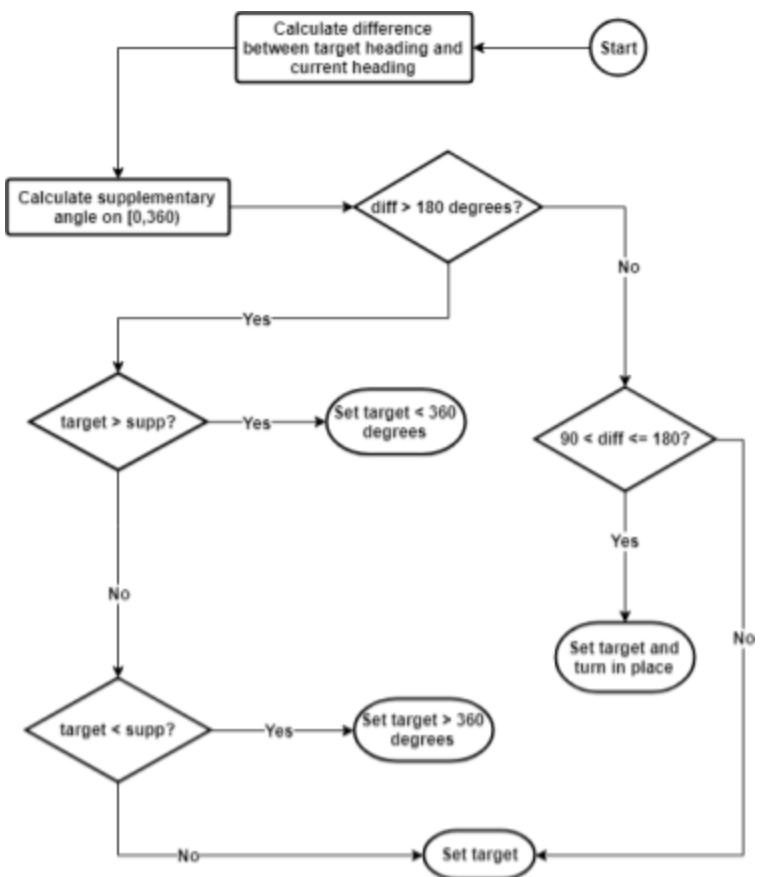 Calculate difference
between target heading and
current heading
Start
Calculate supplementary
angle on [0,360)
diff > 180 degrees?
No
Yes
target > supp?
Yes
Set target < 360
degrees
90 < diff <= 180?
Yes
No
No
Set target and
turn in place
target < supp?
Yes
Set target > 360
degrees
No
Set target